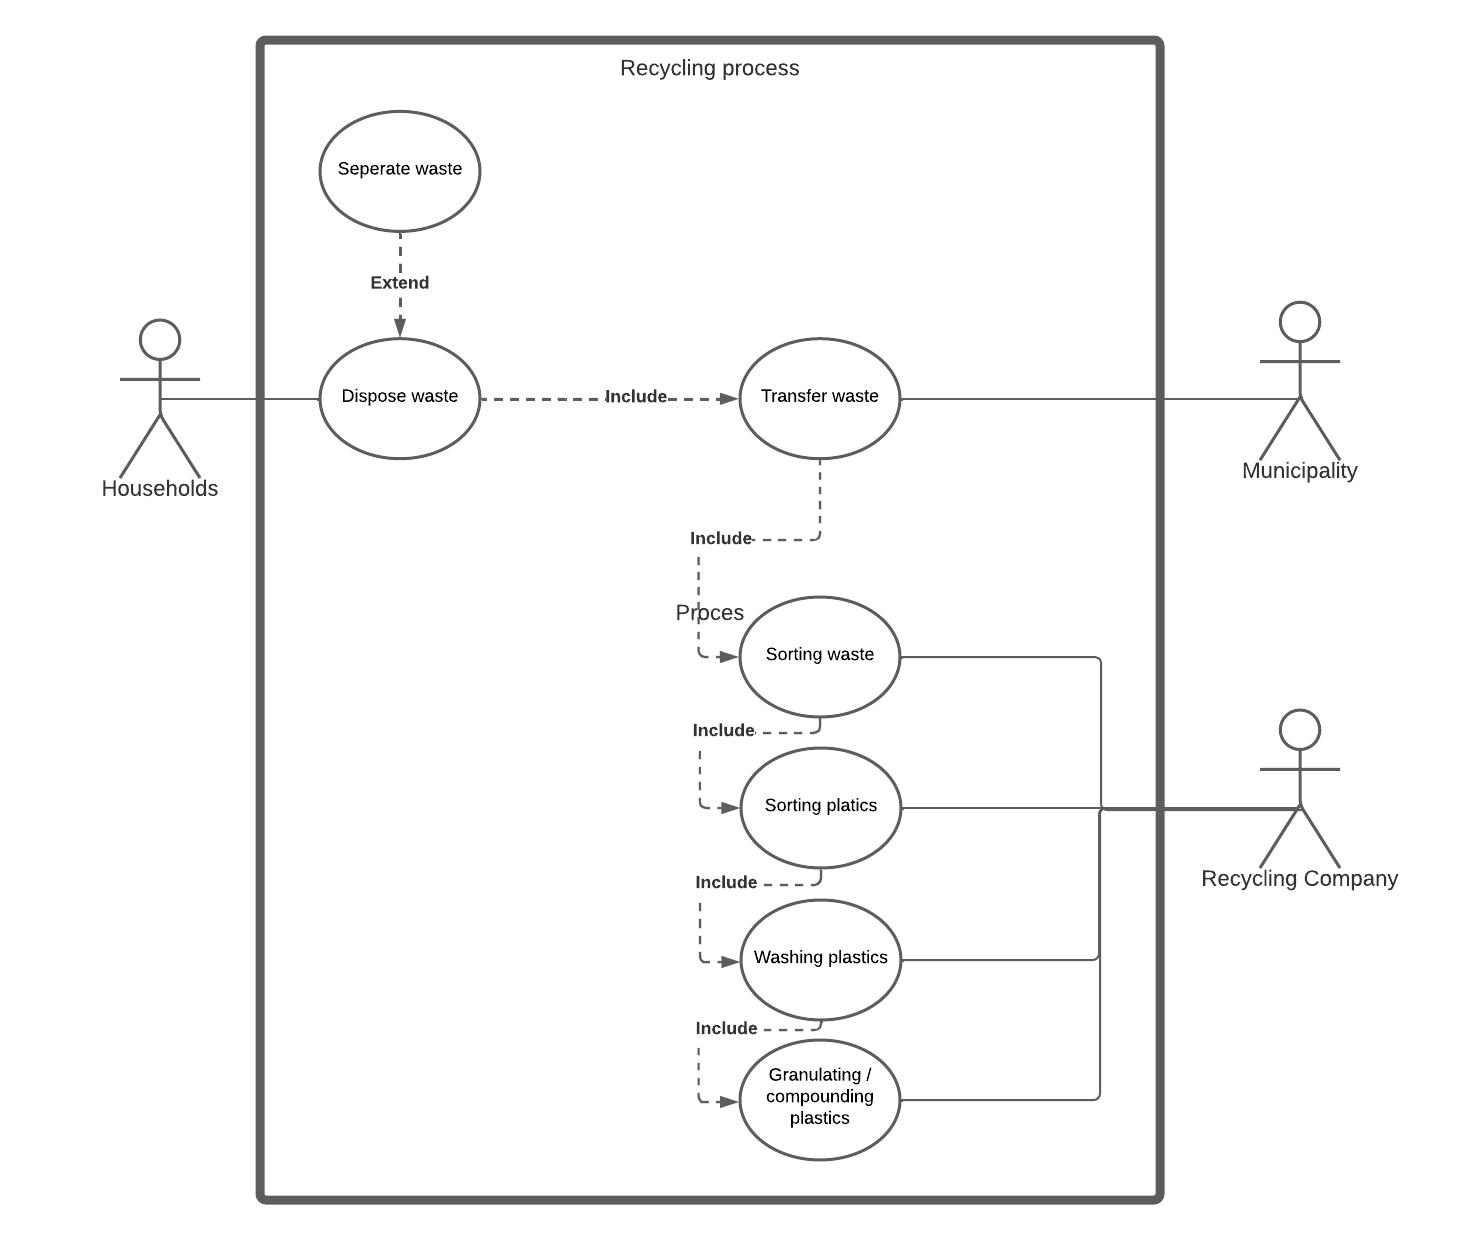 Recycling process
Seperate waste
Extend
Dispose waste
Include
Transfer waste
Households
Municipality
Include
Proces
Sorting waste
Include
Sorting platics
Recycling Company
Include
Washing plastics
Include
Granulating /
compounding
plastics